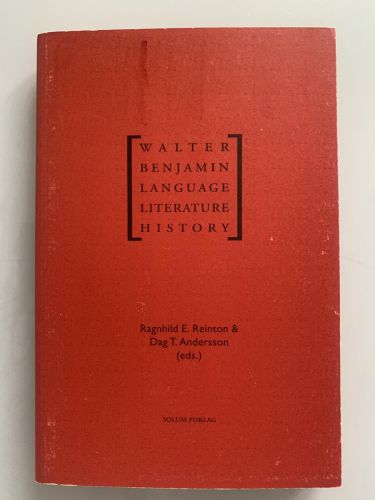 WALTER
BENJAMIN
LANGUAGE
LITERATURE
HISTORY
Ragnhild E. Reinton &
Dag T. Andersson
(eds.)
SOLUM FORLAG